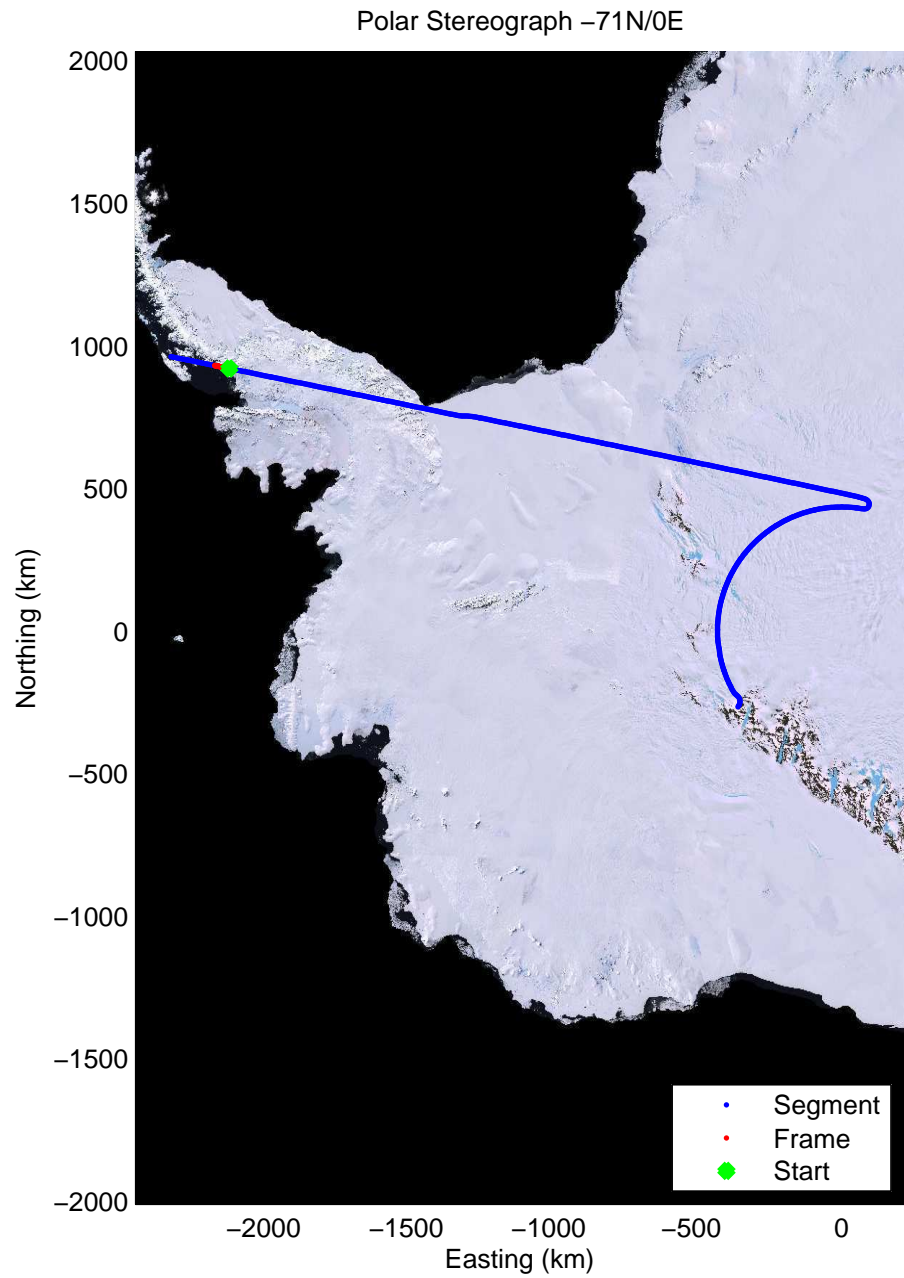 Polar Stereograph −71N/0E
2000
1500
1000
500
0
−500
−1000
−1500
−2000
Northing (km)
−2000 −1500 −1000 −500 0
Easting (km)
Segment
Frame
Start